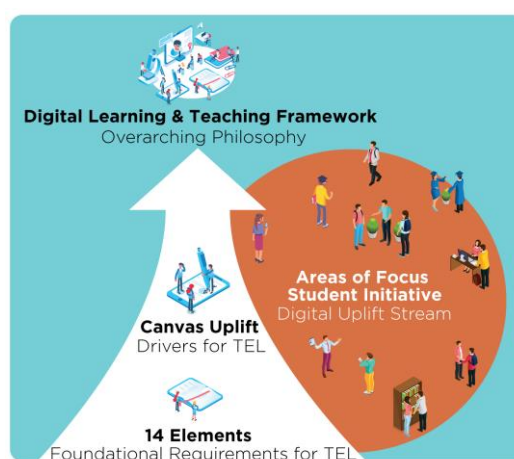 Digital Learning & Teaching Framework
Overarching Philosophy
Areas of Focus
Student Initiative
Digital Uplift Stream
Canvas Uplift
Drivers for TEL
14 Elements
Foundational Requirements for TEL